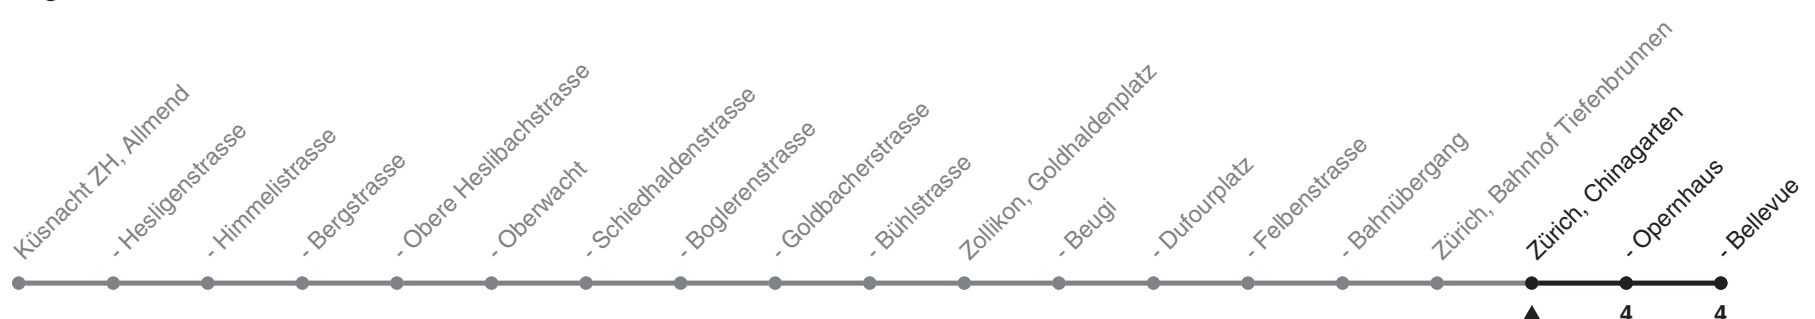 Küsnacht ZH, Allmend
- Hesligenstrasse
- Himmelistrasse
- Bergstrasse
- Obere Heslibachstrasse
- Oberwacht
- Schiedhaldenstrasse
- Boglerenstrasse
- Goldbacherstrasse
- Bühlstrasse
Zollikon, Goldhaldenplatz
- Beugi
- Dufourplatz
- Felbenstrasse
- Bahnübergang
Zürich, Bahnhof Tiefenbrunnen
Zürich, Chinagarten
- Opernhaus
- Bellevue
4 4